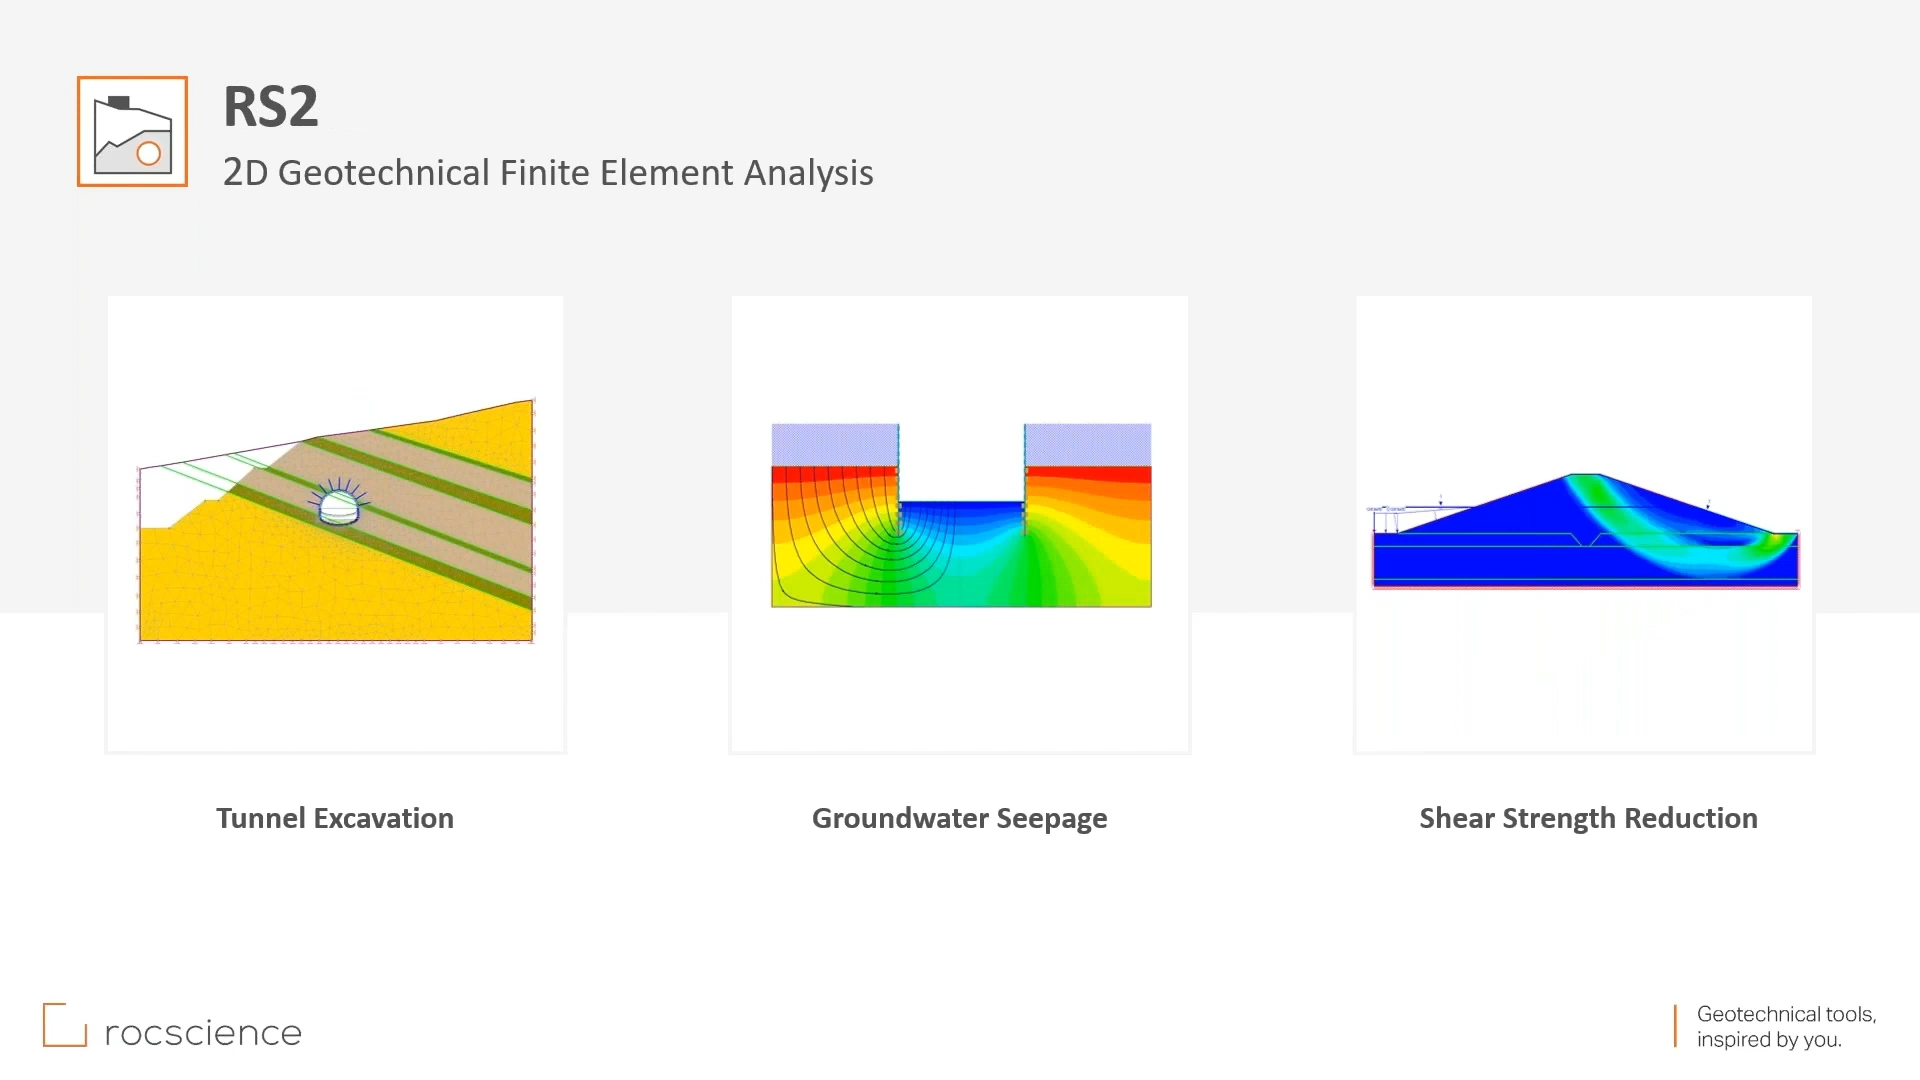 RS2
2D Geotechnical Finite Element Analysis
Tunnel Excavation
Groundwater Seepage
Shear Strength Reduction
rocscience
Geotechnical tools,
inspired by you.